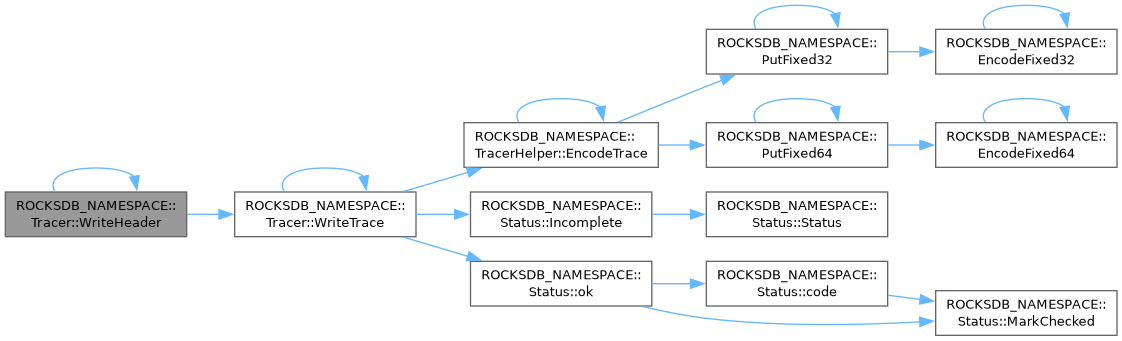 ROCKSDB_NAMESPACE::
Tracer::WriteHeader
ROCKSDB_NAMESPACE::
Tracer::WriteTrace
ROCKSDB_NAMESPACE::
TracerHelper::EncodeTrace
ROCKSDB_NAMESPACE::
PutFixed32
ROCKSDB_NAMESPACE::
EncodeFixed32
ROCKSDB_NAMESPACE::
PutFixed64
ROCKSDB_NAMESPACE::
EncodeFixed64
ROCKSDB_NAMESPACE::
Status::Incomplete
ROCKSDB_NAMESPACE::
Status::Status
ROCKSDB_NAMESPACE::
Status::ok
ROCKSDB_NAMESPACE::
Status::code
ROCKSDB_NAMESPACE::
Status::MarkChecked